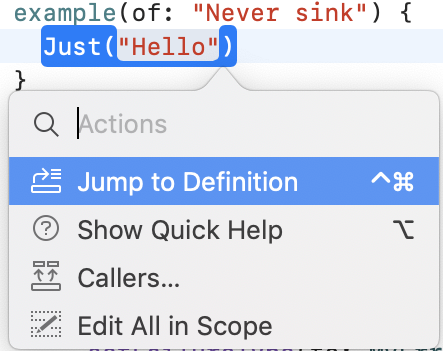 example(of: "Never sink") {
Just("Hello")
}
Actions
Jump to Definition ^⌘
Show Quick Help ⌥
Callers...
Edit All in Scope